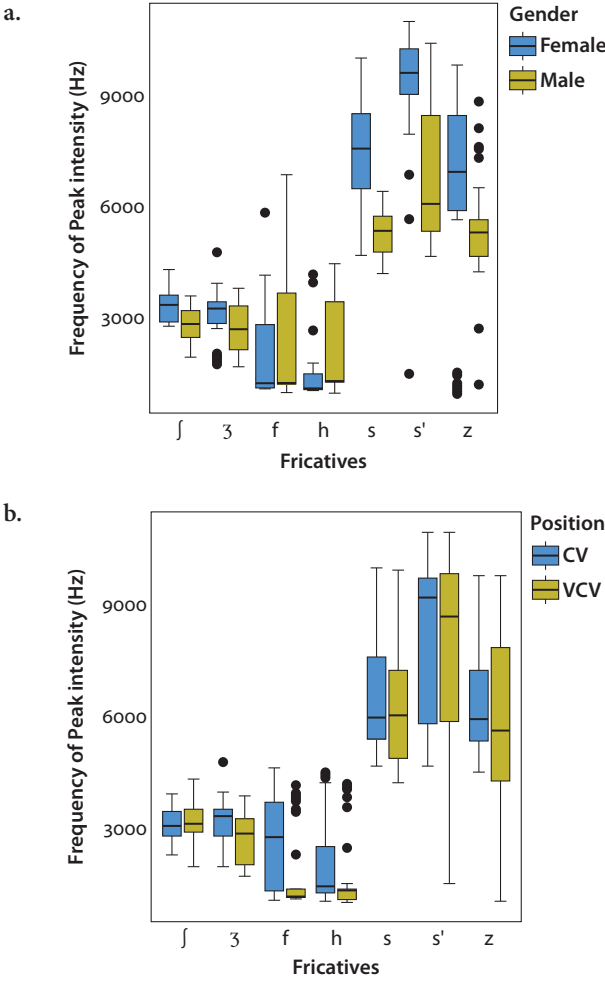 a.
Gender
Female
Male
Frequency of Peak intensity (Hz)
9000
6000
3000
ʃ ʒ f h s s' z
Fricatives
b.
Position
CV
VCV
Frequency of Peak intensity (Hz)
9000
6000
3000
ʃ ʒ f h s s' z
Fricatives